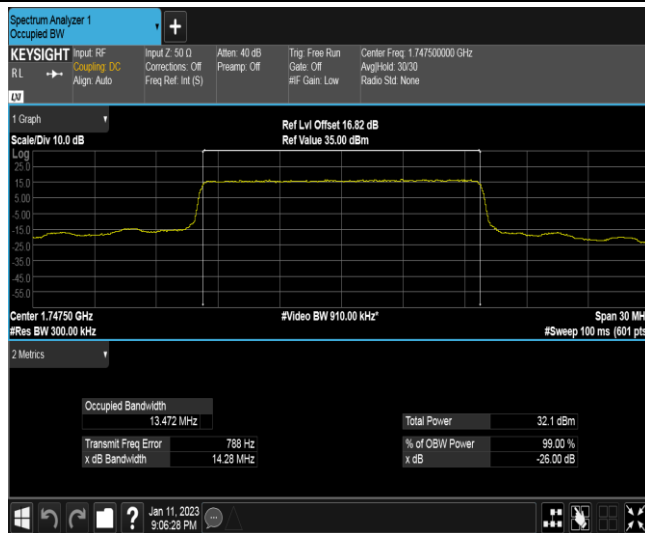 Spectrum Analyzer 1
Occupied BW
+
KEYSIGHT
RL
LXI
Input: RF
Coupling: DC
Align: Auto
Input Z: 50 Ω
Corrections: Off
Freq Ref: Int (S)
Atten: 40 dB
Preamp: Off
Trig: Free Run
Gate: Off
#IF Gain: Low
Center Freq: 1.747500000 GHz
Avg|Hold: 30/30
Radio Std: None
1 Graph
Scale/Div 10.0 dB
Ref Lvl Offset 16.82 dB
Ref Value 35.00 dBm
Log
25.0
15.0
5.00
-5.00
-15.0
-25.0
-35.0
-45.0
-55.0
Center 1.74750 GHz
#Video BW 910.00 kHz*
Span 30 MH
#Res BW 300.00 kHz
#Sweep 100 ms (601 pts
2 Metrics
Occupied Bandwidth
13.472 MHz
Total Power 32.1 dBm
Transmit Freq Error 788 Hz
% of OBW Power 99.00 %
x dB Bandwidth 14.28 MHz
x dB -26.00 dB
?
Jan 11, 2023
9:06:28 PM